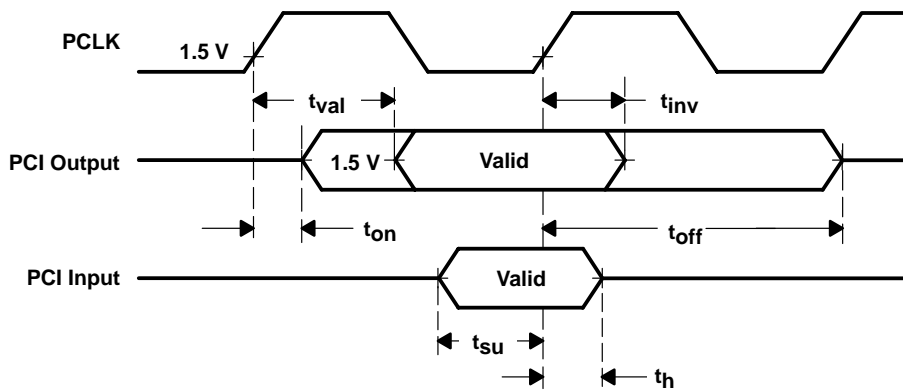 PCLK
1.5 V
tval
tinv
PCI Output
1.5 V
Valid
ton
toff
PCI Input
Valid
tsu
th